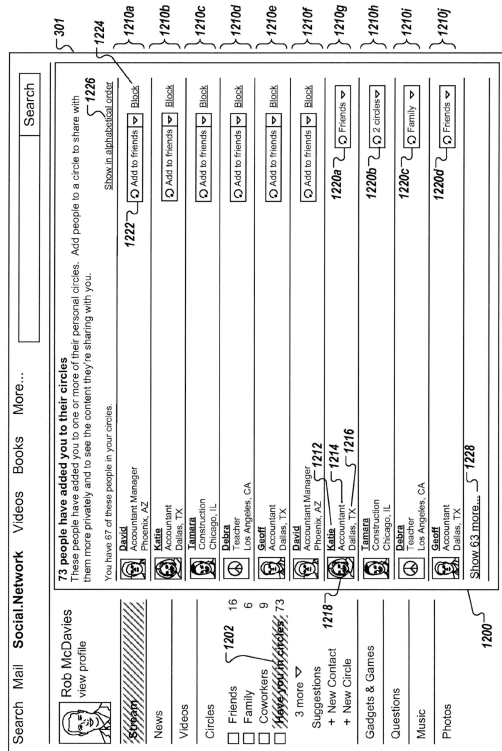 Search Mail Social.Network Videos Books More...
Search
Rob McDavies
view profile
Stream
News
Videos
Circles
Friends 16
Family 6
Coworkers 9
Have you in circles 73
3 more
Suggestions
+ New Contact
+ New Circle
Gadgets & Games
Questions
Music
Photos
1202
73 people have added you to their circles
These people have added you to one or more of their personal circles. Add people to a circle to share with
them more privately and to see the content they're sharing with you.
You have 67 of these people in your circles.
Show in alphabetical order
David
Accountant Manager
Phoenix, AZ
Add to friends Block
Katie
Accountant
Dallas, TX
Add to friends Block
Tamara
Construction
Chicago, IL
Add to friends Block
Debra
Teacher
Los Angeles, CA
Add to friends Block
Geoff
Accountant
Dallas, TX
Add to friends Block
David
Accountant Manager
Phoenix, AZ
Add to friends Block
Katie
Accountant
Dallas, TX
Friends
Tamara
Construction
Chicago, IL
2 circles
Debra
Teacher
Los Angeles, CA
Family
Geoff
Accountant
Dallas, TX
Friends
Show 63 more...
1212
1214
1216
1218
1200
1228
1222
1220a
1220b
1220c
1220d
1226
1224
301
1210a
1210b
1210c
1210d
1210e
1210f
1210g
1210h
1210i
1210j